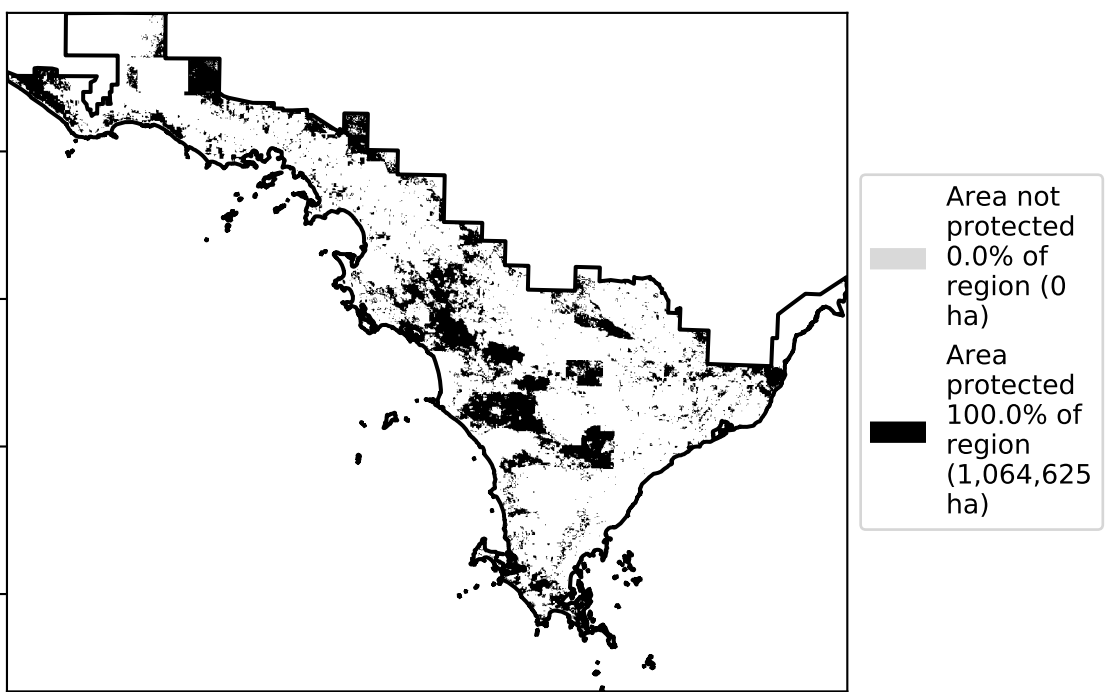 Area not
protected
0.0% of
region (0
ha)
Area
protected
100.0% of
region
(1,064,625
ha)